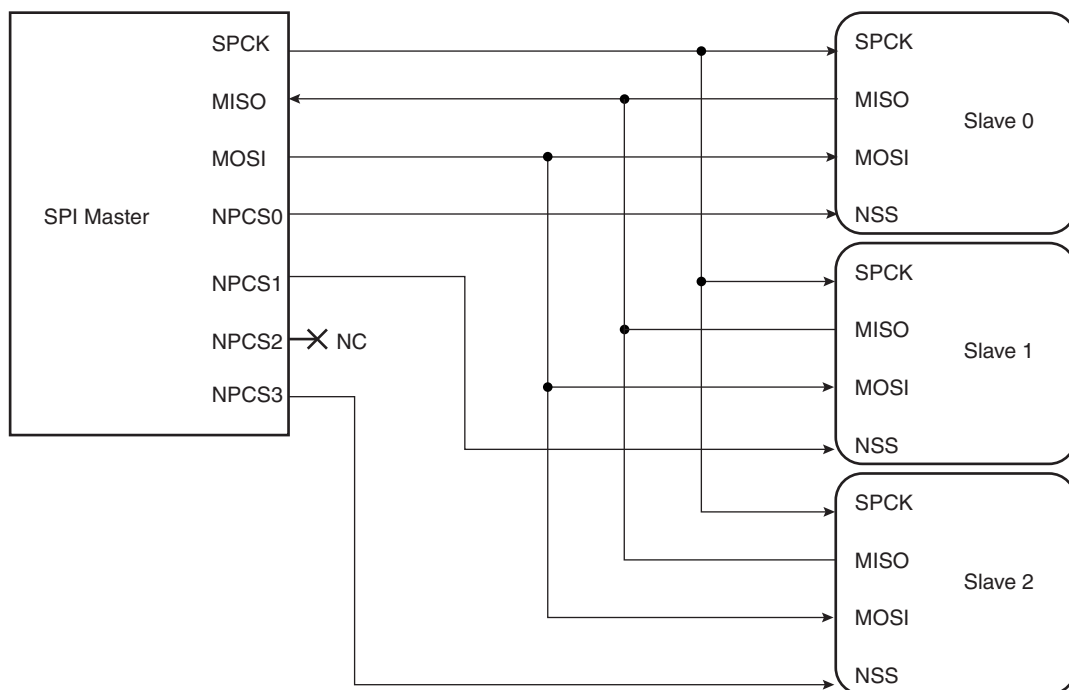 SPI Master
SPCK
MISO
MOSI
NPCS0
NPCS1
NPCS2
NC
NPCS3
SPCK
MISO
Slave 0
MOSI
NSS
SPCK
MISO
Slave 1
MOSI
NSS
SPCK
MISO
Slave 2
MOSI
NSS